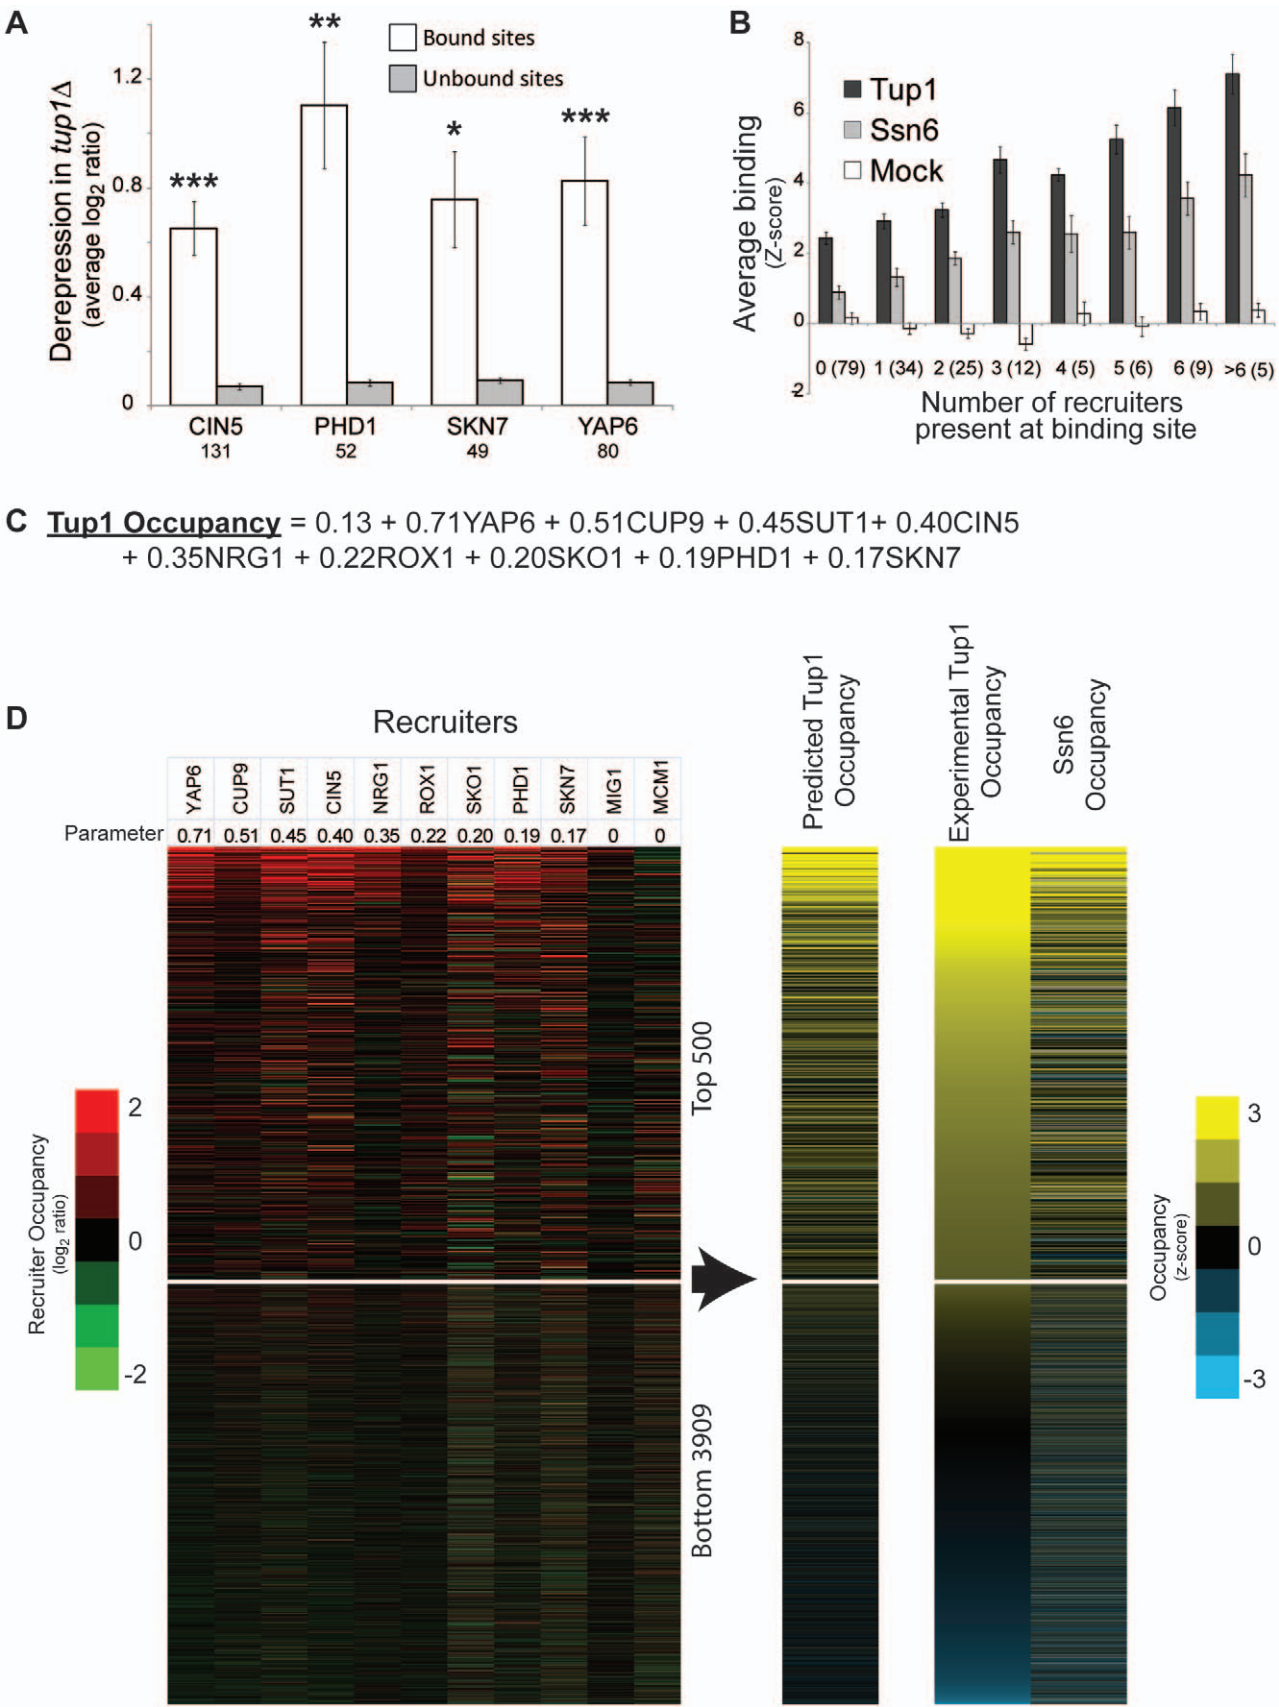 A
Derepression in tup1Δ
(average log2 ratio)
1.2
0.8
0.4
0
***
**
*
***
Bound sites
Unbound sites
CIN5
PHD1
SKN7
YAP6
131
52
49
80
B
Average binding
(Z-score)
8
6
4
2
0
-2
Tup1
Ssn6
Mock
0 (79) 1 (34) 2 (25) 3 (12) 4 (5) 5 (6) 6 (9) >6 (5)
Number of recruiters
present at binding site
C
Tup1 Occupancy = 0.13 + 0.71YAP6 + 0.51CUP9 + 0.45SUT1+ 0.40CIN5
+ 0.35NRG1 + 0.22ROX1 + 0.20SKO1 + 0.19PHD1 + 0.17SKN7
D
Recruiters
YAP6
CUP9
SUT1
CIN5
NRG1
ROX1
SKO1
PHD1
SKN7
MIG1
MCM1
Parameter 0.71 0.51 0.45 0.40 0.35 0.22 0.20 0.19 0.17 0 0
Predicted Tup1
Occupancy
Experimental Tup1
Occupancy
Ssn6
Occupancy
Top 500
Bottom 3909
Recruiter Occupancy
(log2 ratio)
2
0
-2
Occupancy
(z-score)
3
0
-3